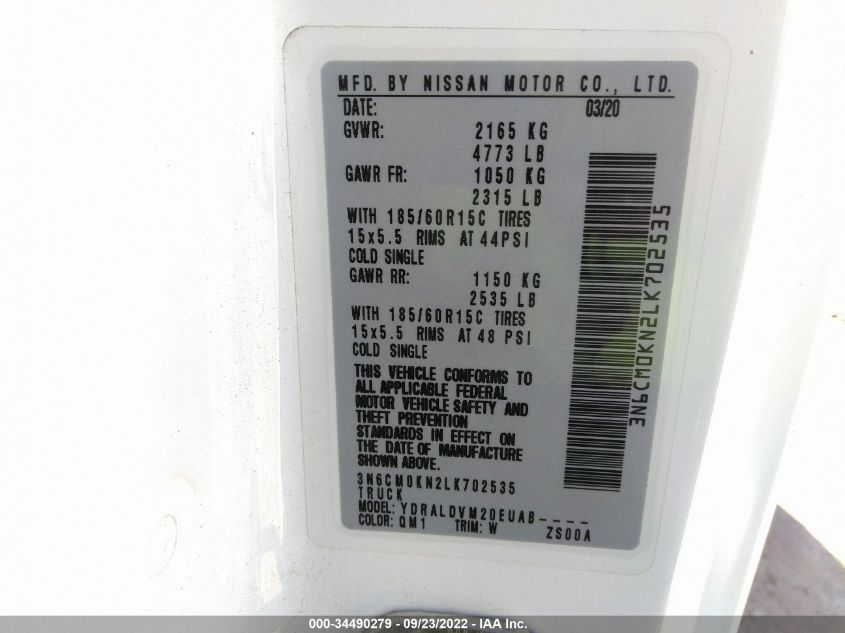 MFD. BY NISSAN MOTOR CO., LTD.
DATE: 03/20
GVWR: 2165 KG
4773 LB
GAWR FR: 1050 KG
2315 LB
WITH 185/60R15C TIRES
15x5.5 RIMS AT 44PSI
COLD SINGLE
GAWR RR: 1150 KG
2535 LB
WITH 185/60R15C TIRES
15x5.5 RIMS AT 48 PSI
COLD SINGLE
THIS VEHICLE CONFORMS TO
ALL APPLICABLE FEDERAL
MOTOR VEHICLE SAFETY AND
THEFT PREVENTION
STANDARDS IN EFFECT ON
THE DATE OF MANUFACTURE
SHOWN ABOVE.
3N6CM0KN2LK702535
TRUCK
MODEL: YDRALDVM20EUAB----
COLOR: QM1 TRIM: W ZS00A
3N6CM0KN2LK702535
000-34490279 - 09/23/2022 - IAA Inc.